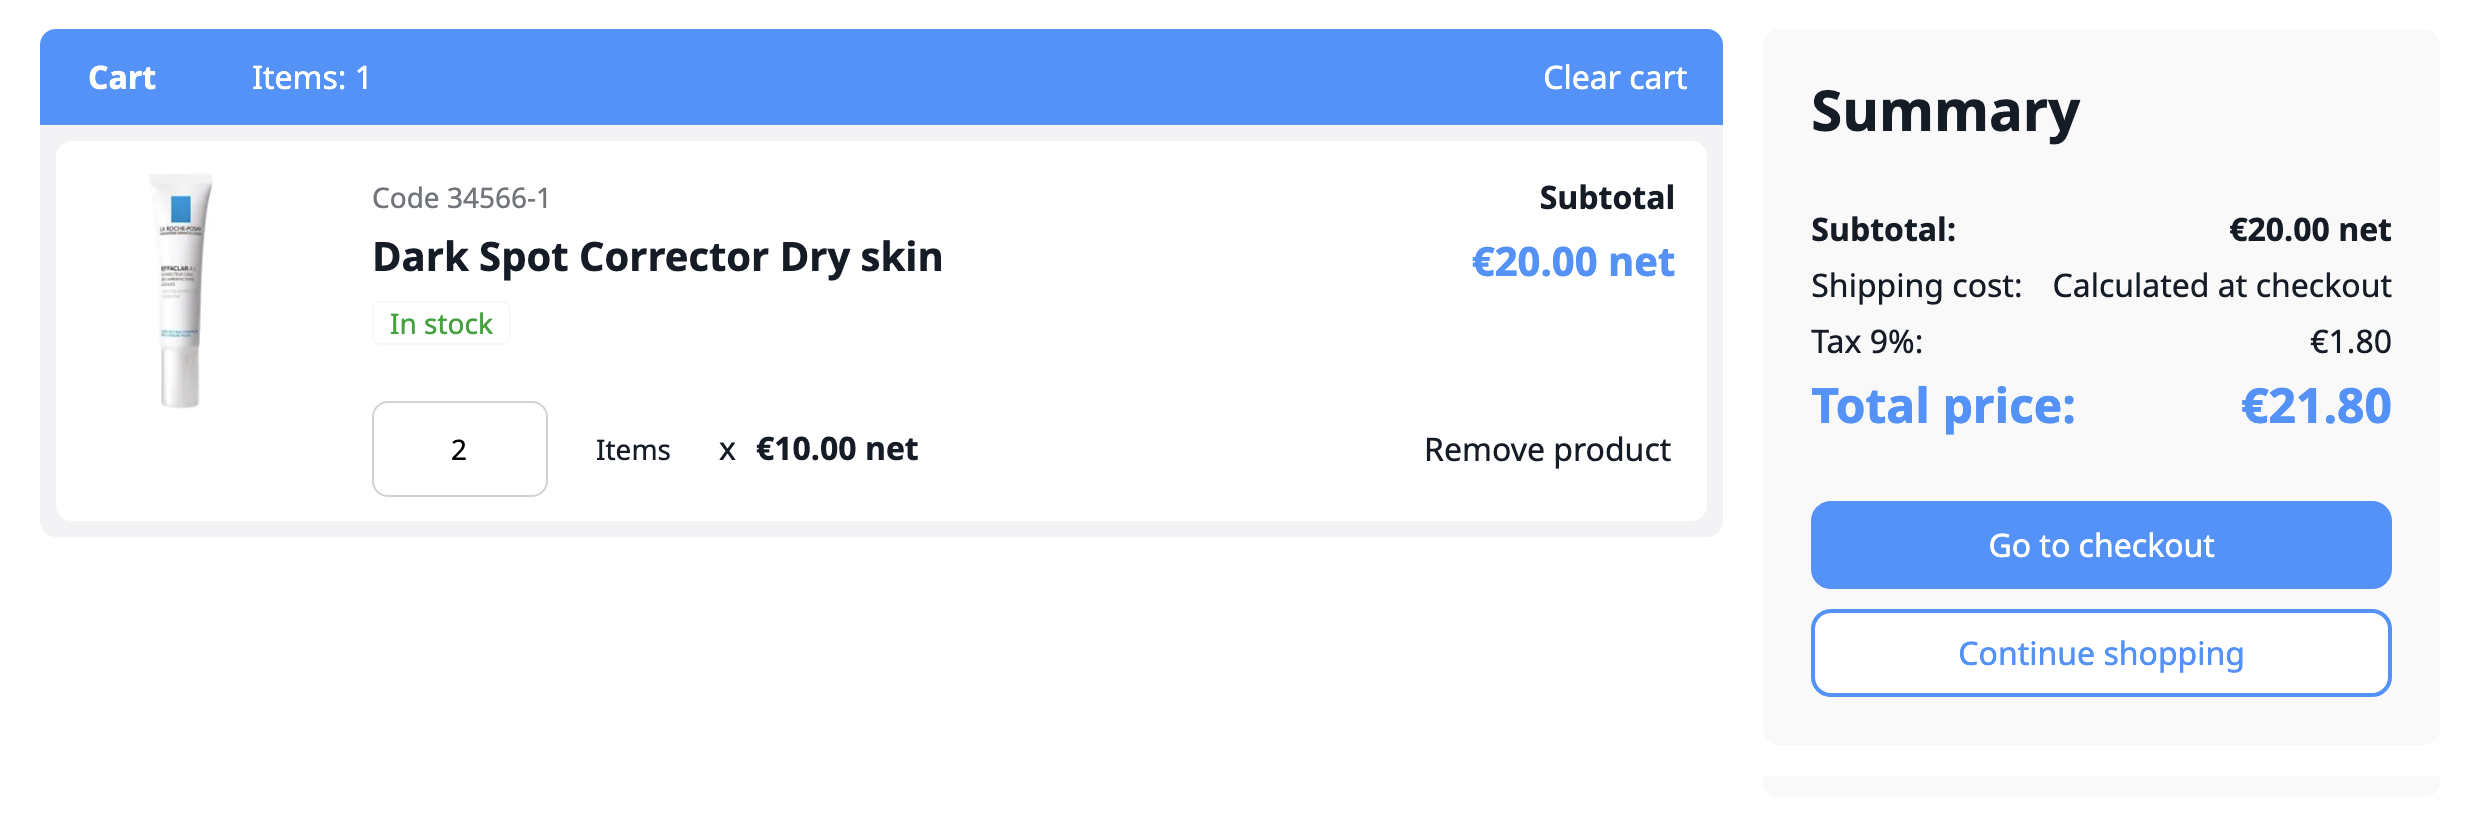 Cart Items: 1 Clear cart
Code 34566-1
Dark Spot Corrector Dry skin
In stock
Subtotal
€20.00 net
2 Items x €10.00 net
Remove product
LA ROCHE-POSAY
EFFACLAR
Summary
Subtotal: €20.00 net
Shipping cost: Calculated at checkout
Tax 9%: €1.80
Total price: €21.80
Go to checkout
Continue shopping